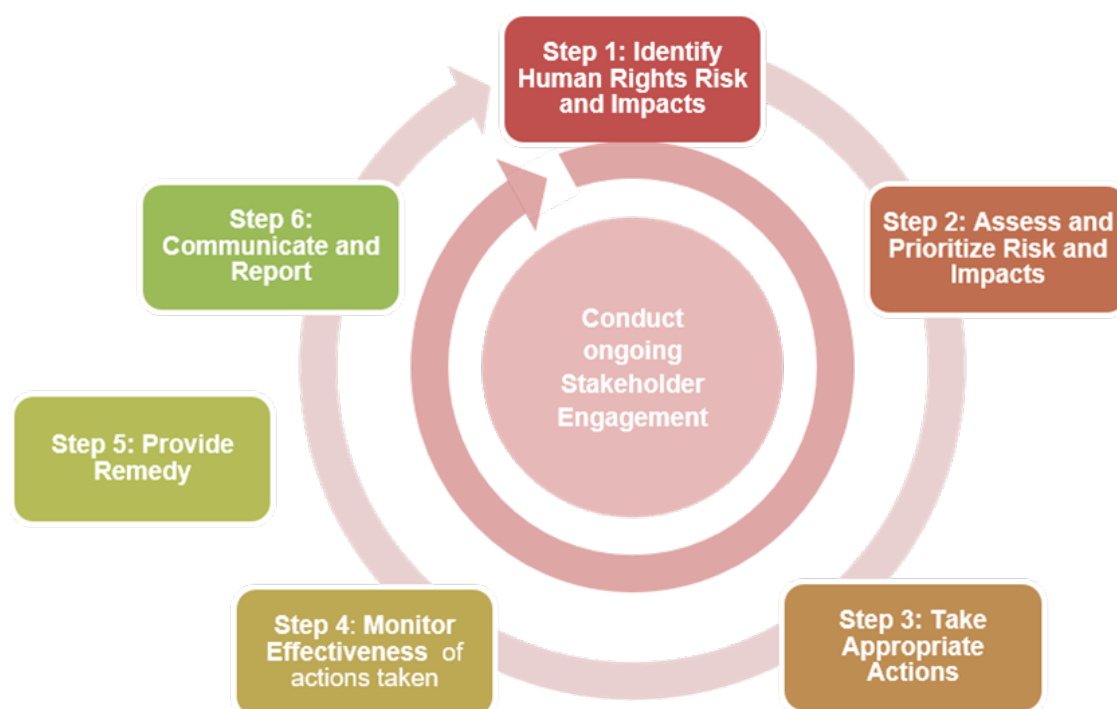 Step 1: Identify
Human Rights Risk
and Impacts
Step 2: Assess and
Prioritize Risk and
Impacts
Step 3: Take
Appropriate
Actions
Step 4: Monitor
Effectiveness of
actions taken
Step 5: Provide
Remedy
Step 6:
Communicate and
Report
Conduct
ongoing
Stakeholder
Engagement